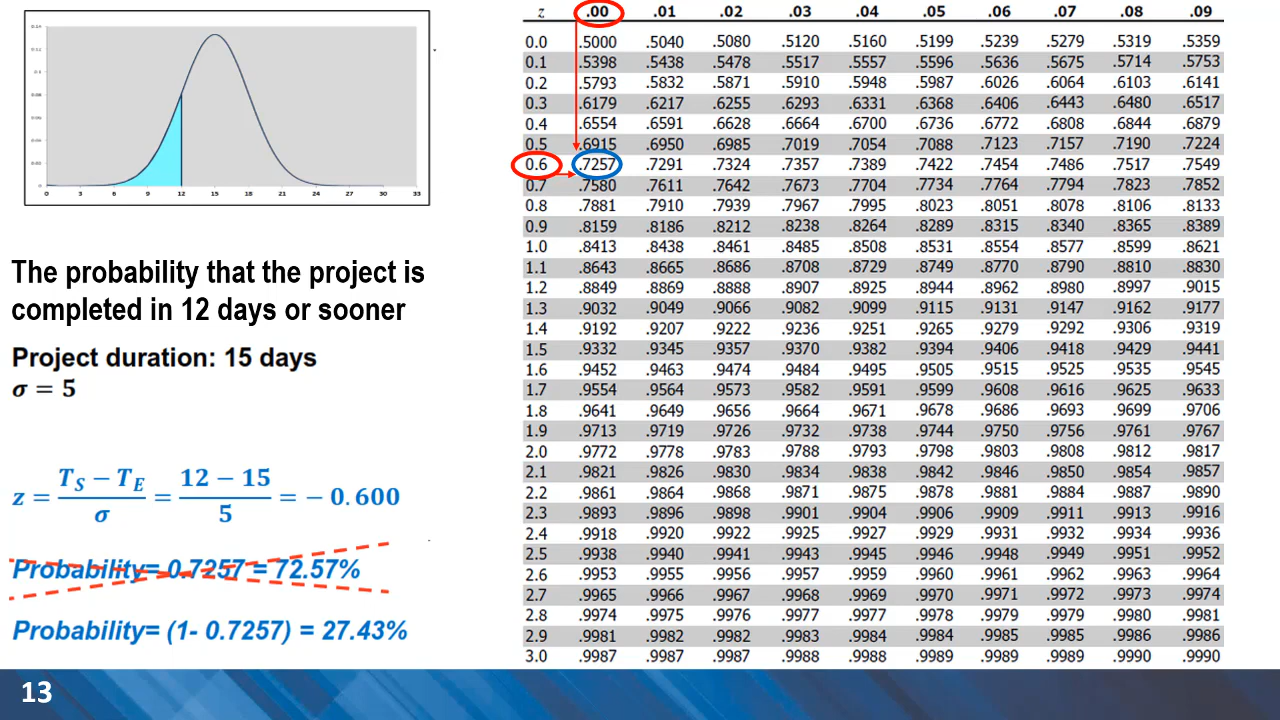 0 3 6 9 12 15 18 21 24 27 30 33
The probability that the project is
completed in 12 days or sooner
Project duration: 15 days
σ = 5
z = (T_S − T_E)/σ = (12 − 15)/5 = − 0.600
Probability= 0.7257 = 72.57%
Probability= (1- 0.7257) = 27.43%
z .00 .01 .02 .03 .04 .05 .06 .07 .08 .09
0.0 .5000 .5040 .5080 .5120 .5160 .5199 .5239 .5279 .5319 .5359
0.1 .5398 .5438 .5478 .5517 .5557 .5596 .5636 .5675 .5714 .5753
0.2 .5793 .5832 .5871 .5910 .5948 .5987 .6026 .6064 .6103 .6141
0.3 .6179 .6217 .6255 .6293 .6331 .6368 .6406 .6443 .6480 .6517
0.4 .6554 .6591 .6628 .6664 .6700 .6736 .6772 .6808 .6844 .6879
0.5 .6915 .6950 .6985 .7019 .7054 .7088 .7123 .7157 .7190 .7224
0.6 .7257 .7291 .7324 .7357 .7389 .7422 .7454 .7486 .7517 .7549
0.7 .7580 .7611 .7642 .7673 .7704 .7734 .7764 .7794 .7823 .7852
0.8 .7881 .7910 .7939 .7967 .7995 .8023 .8051 .8078 .8106 .8133
0.9 .8159 .8186 .8212 .8238 .8264 .8289 .8315 .8340 .8365 .8389
1.0 .8413 .8438 .8461 .8485 .8508 .8531 .8554 .8577 .8599 .8621
1.1 .8643 .8665 .8686 .8708 .8729 .8749 .8770 .8790 .8810 .8830
1.2 .8849 .8869 .8888 .8907 .8925 .8944 .8962 .8980 .8997 .9015
1.3 .9032 .9049 .9066 .9082 .9099 .9115 .9131 .9147 .9162 .9177
1.4 .9192 .9207 .9222 .9236 .9251 .9265 .9279 .9292 .9306 .9319
1.5 .9332 .9345 .9357 .9370 .9382 .9394 .9406 .9418 .9429 .9441
1.6 .9452 .9463 .9474 .9484 .9495 .9505 .9515 .9525 .9535 .9545
1.7 .9554 .9564 .9573 .9582 .9591 .9599 .9608 .9616 .9625 .9633
1.8 .9641 .9649 .9656 .9664 .9671 .9678 .9686 .9693 .9699 .9706
1.9 .9713 .9719 .9726 .9732 .9738 .9744 .9750 .9756 .9761 .9767
2.0 .9772 .9778 .9783 .9788 .9793 .9798 .9803 .9808 .9812 .9817
2.1 .9821 .9826 .9830 .9834 .9838 .9842 .9846 .9850 .9854 .9857
2.2 .9861 .9864 .9868 .9871 .9875 .9878 .9881 .9884 .9887 .9890
2.3 .9893 .9896 .9898 .9901 .9904 .9906 .9909 .9911 .9913 .9916
2.4 .9918 .9920 .9922 .9925 .9927 .9929 .9931 .9932 .9934 .9936
2.5 .9938 .9940 .9941 .9943 .9945 .9946 .9948 .9949 .9951 .9952
2.6 .9953 .9955 .9956 .9957 .9959 .9960 .9961 .9962 .9963 .9964
2.7 .9965 .9966 .9967 .9968 .9969 .9970 .9971 .9972 .9973 .9974
2.8 .9974 .9975 .9976 .9977 .9977 .9978 .9979 .9979 .9980 .9981
2.9 .9981 .9982 .9982 .9983 .9984 .9984 .9985 .9985 .9986 .9986
3.0 .9987 .9987 .9987 .9988 .9988 .9989 .9989 .9989 .9990 .9990
13